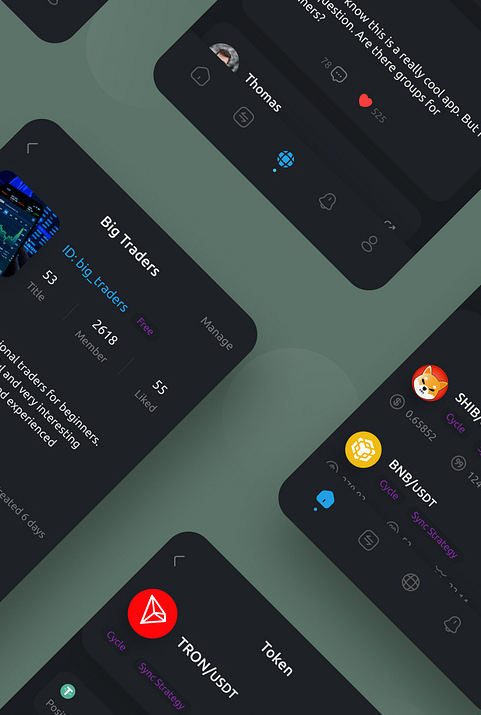 know this is a really cool app. But
question. Are there groups for
78
525
Thomas
Big Traders
ID: big_traders
Free
Manage
53
Title
2618
Member
55
Liked
ional traders for beginners.
l and very interesting
d experienced
reated 6 days
SHIB/
Cycle
0.65852
124
BNB/USDT
Cycle
Sync Strategy
Token
TRON/USDT
Cycle
Sync Strategy
Posi